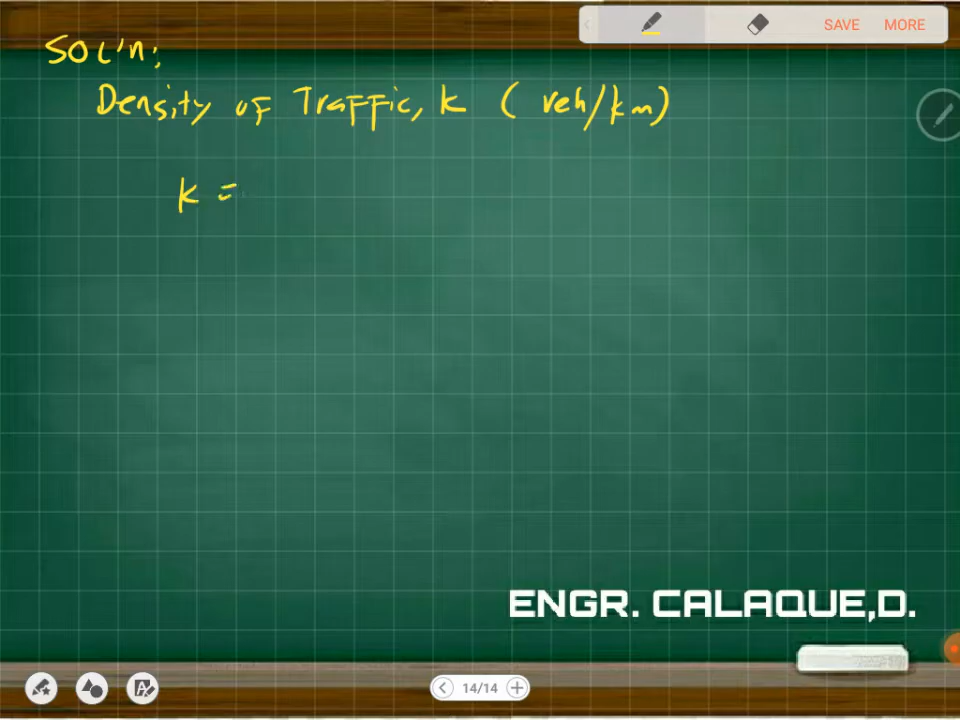 SAVE MORE
SOL'n:
Density of Traffic, k ( veh/km)
k =
ENGR. CALAQUE,D.
14/14